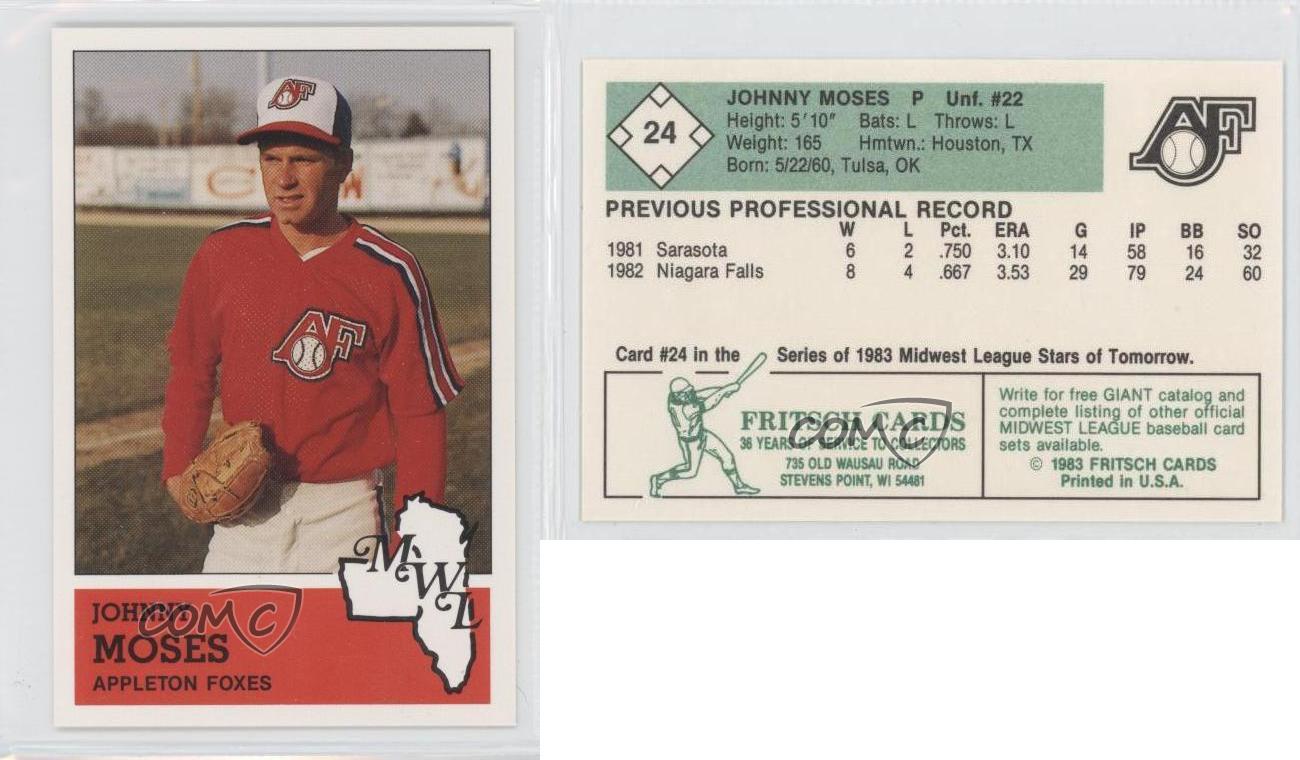 AF
AF
MWL
JOHNNY
MOSES
APPLETON FOXES
COMC
24
JOHNNY MOSES P Unf. #22
Height: 5'10" Bats: L Throws: L
Weight: 165 Hmtwn.: Houston, TX
Born: 5/22/60, Tulsa, OK
AF
PREVIOUS PROFESSIONAL RECORD
W L Pct. ERA G IP BB SO
1981 Sarasota 6 2 .750 3.10 14 58 16 32
1982 Niagara Falls 8 4 .667 3.53 29 79 24 60
Card #24 in the Series of 1983 Midwest League Stars of Tomorrow.
FRITSCH CARDS
36 YEARS OF SERVICE TO COLLECTORS
735 OLD WAUSAU ROAD
STEVENS POINT, WI 54481
COMC
Write for free GIANT catalog and
complete listing of other official
MIDWEST LEAGUE baseball card
sets available.
© 1983 FRITSCH CARDS
Printed in U.S.A.